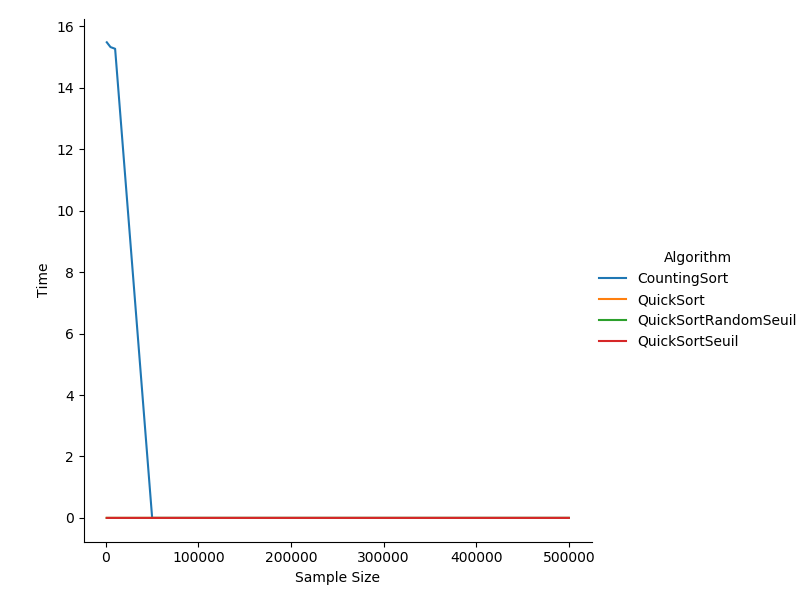 16
14
12
10
8
6
4
2
0
Time
0 100000 200000 300000 400000 500000
Sample Size
Algorithm
CountingSort
QuickSort
QuickSortRandomSeuil
QuickSortSeuil